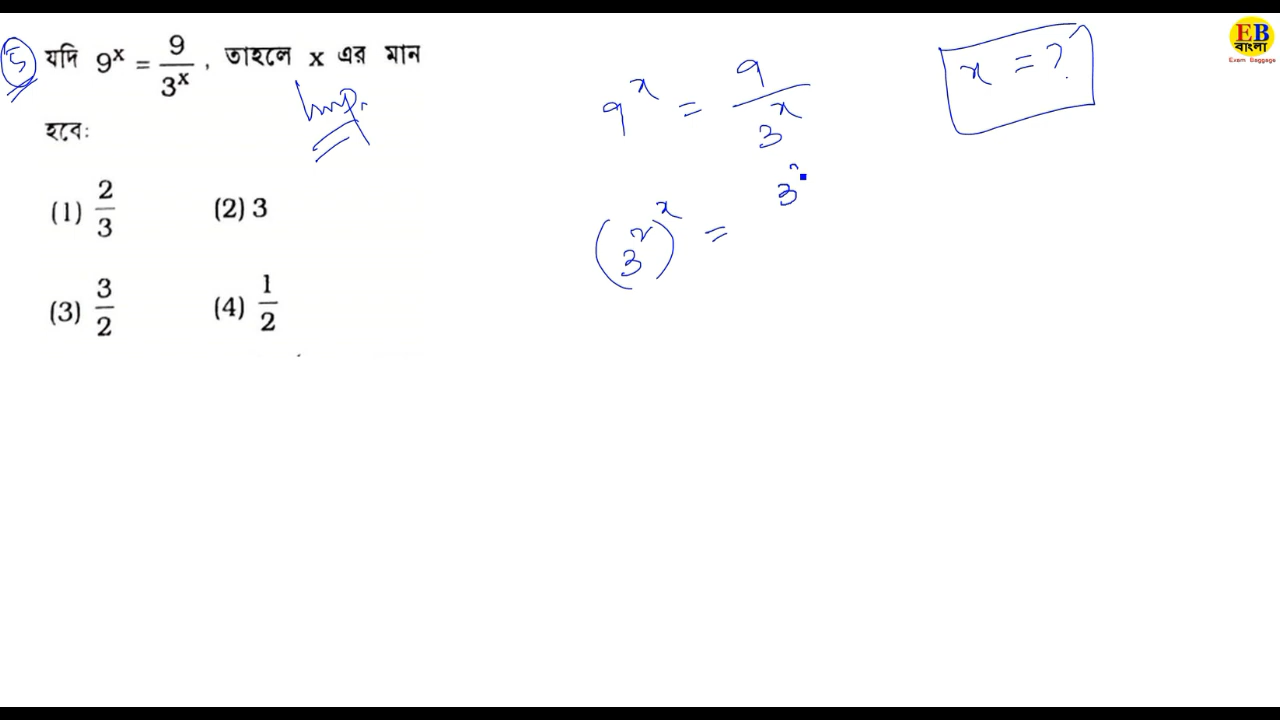 5 যদি 9^x = 9/3^x, তাহলে x এর মান
হবেঃ
Imp.
(1) 2/3 (2) 3
(3) 3/2 (4) 1/2
9^x = 9/3^x
(3^2)^x = 3^2
x = ?
EB
বাংলা
Exam Baggage